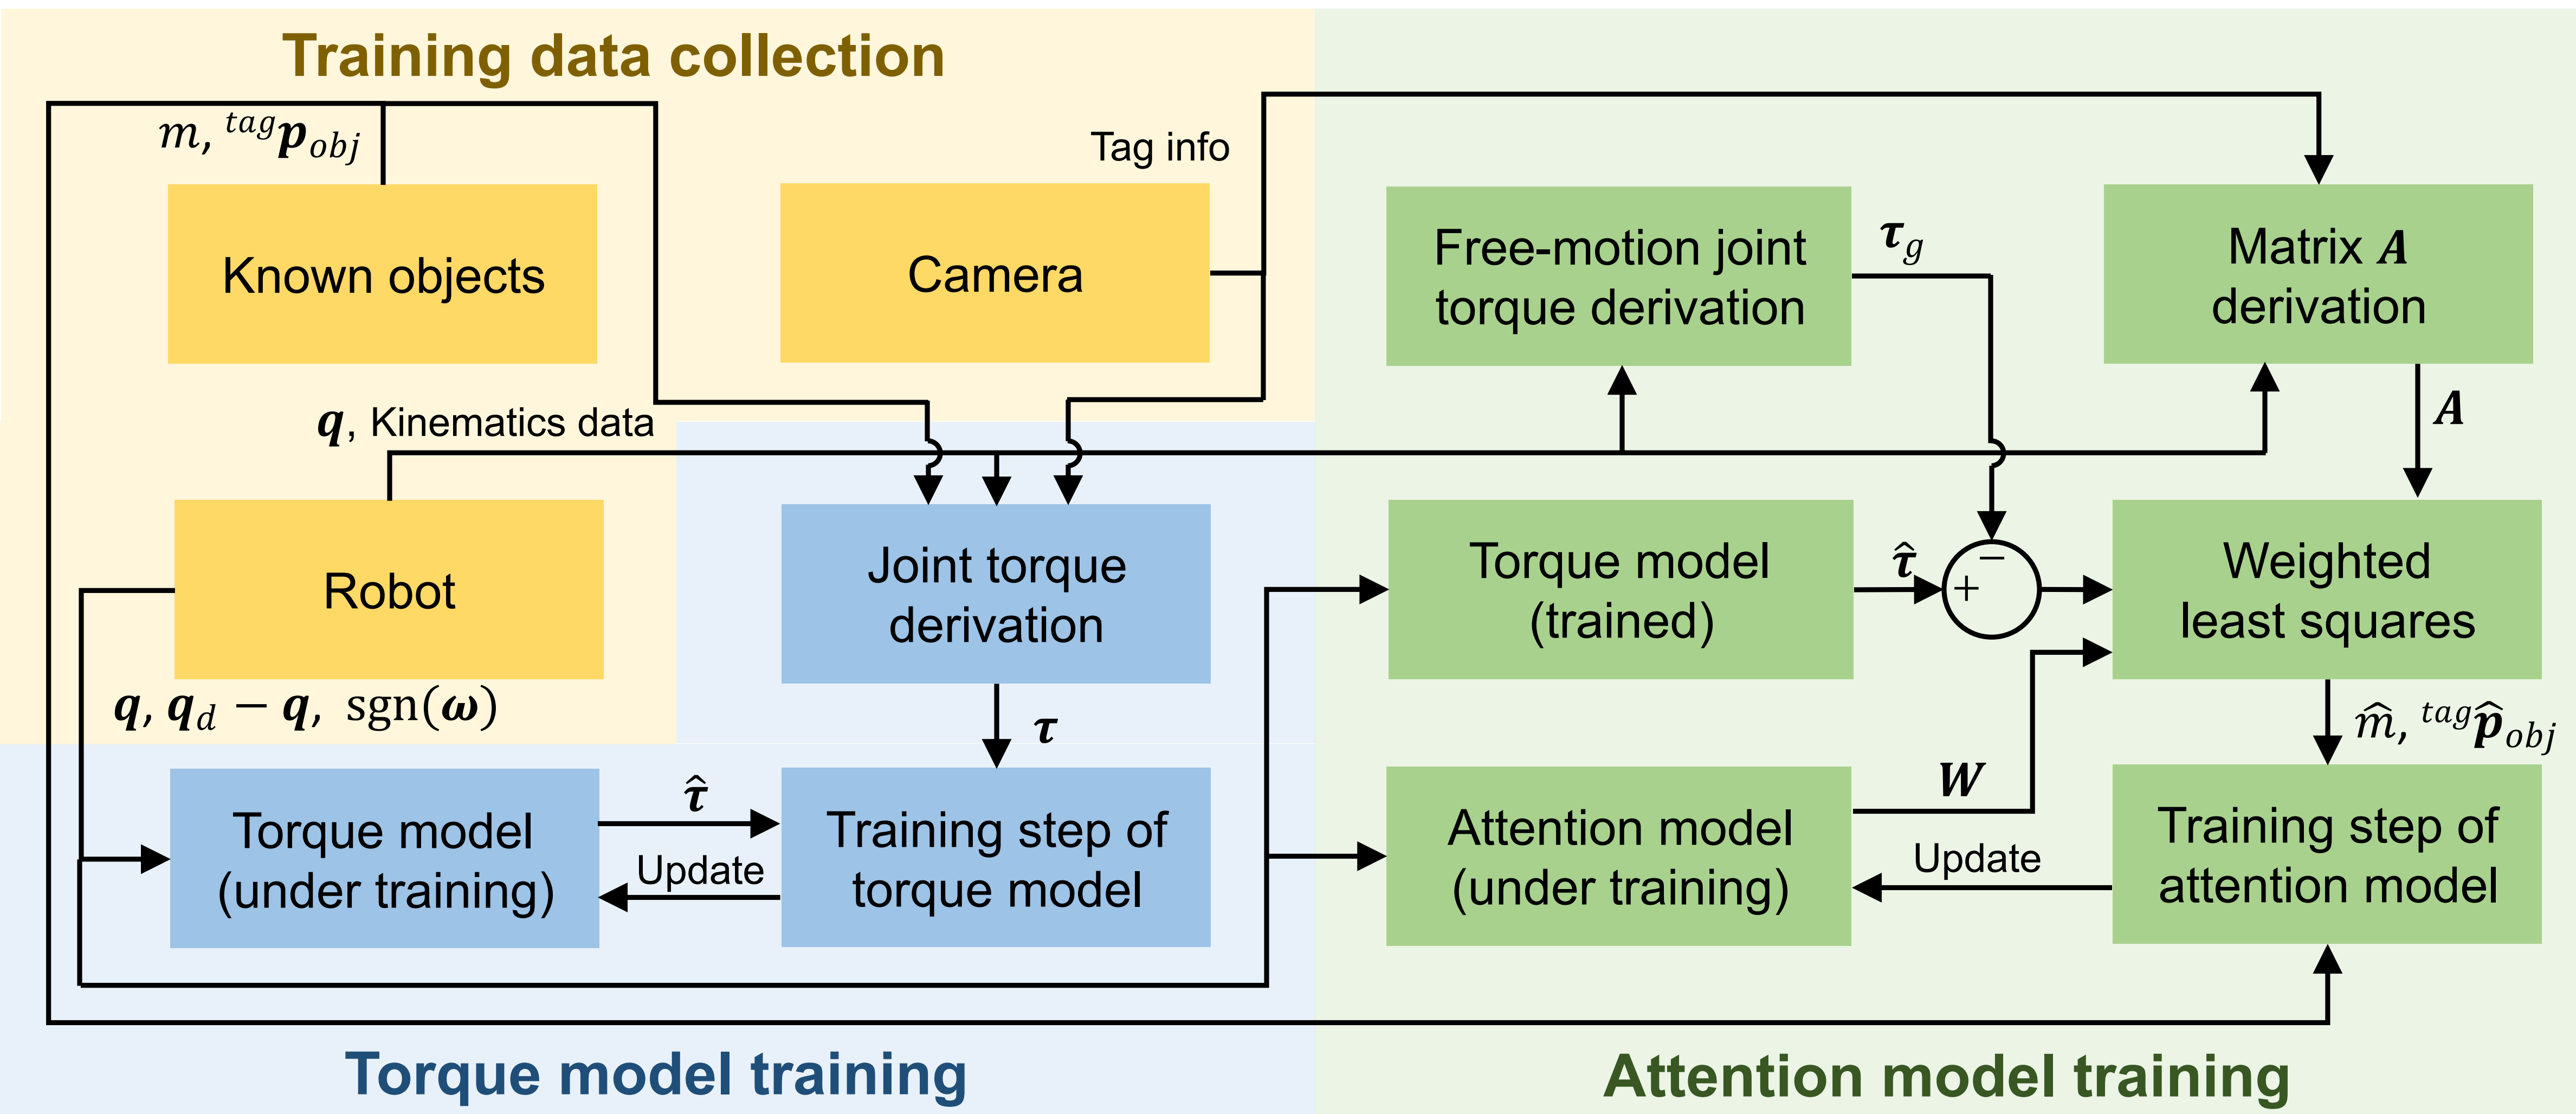 Training data collection
m, ᵗᵃᵍp_obj
Tag info
Known objects
Camera
Free-motion joint
torque derivation
τ_g
Matrix A
derivation
q, Kinematics data
A
Robot
Joint torque
derivation
Torque model
(trained)
τ̂
−
+
Weighted
least squares
q, q_d − q, sgn(ω)
τ
m̂, ᵗᵃᵍp̂_obj
Torque model
(under training)
τ̂
Update
Training step of
torque model
Attention model
(under training)
W
Update
Training step of
attention model
Torque model training
Attention model training